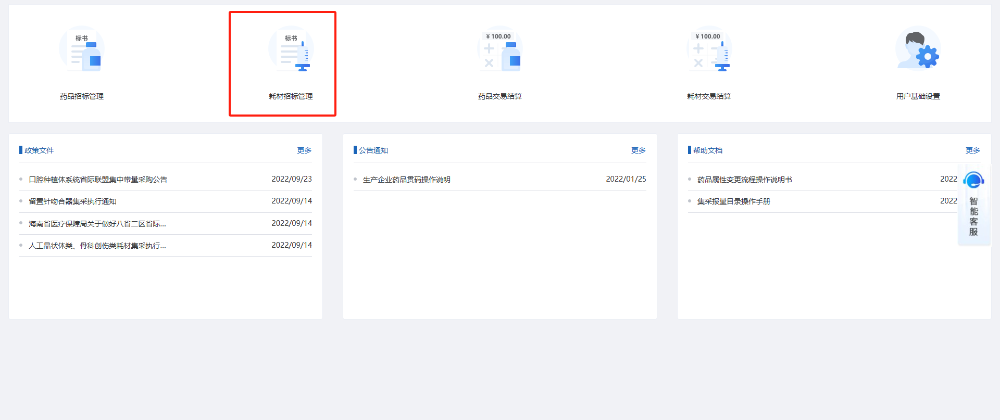 标书
标书
¥ 100.00
¥ 100.00
药品招标管理
耗材招标管理
药品交易结算
耗材交易结算
用户基础设置
政策文件
更多
口腔种植体系统省际联盟集中带量采购公告
2022/09/23
留置针吻合器集采执行通知
2022/09/14
海南省医疗保障局关于做好八省二区省际...
2022/09/14
人工晶状体类、骨科创伤类耗材集采执行...
2022/09/14
公告通知
更多
生产企业药品贯码操作说明
2022/01/25
帮助文档
更多
药品属性变更流程操作说明书
2022
集采报量目录操作手册
2022
智能客服